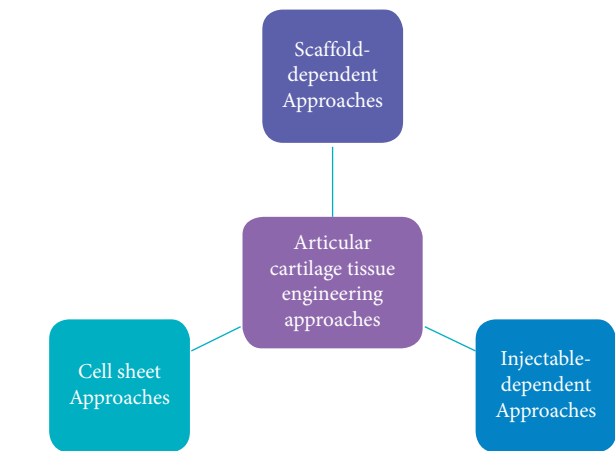 Scaffold-
dependent
Approaches
Articular
cartilage tissue
engineering
approaches
Cell sheet
Approaches
Injectable-
dependent
Approaches